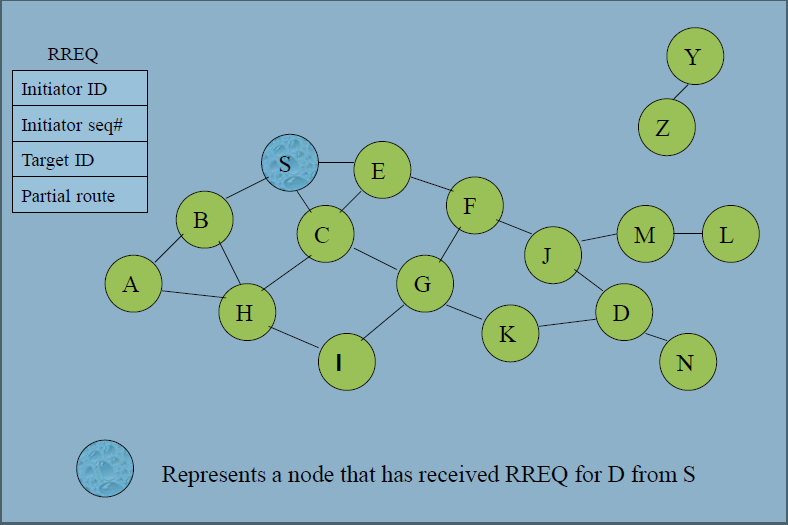 RREQ
Initiator ID
Initiator seq#
Target ID
Partial route
Y
Z
S
E
F
B
C
J
M
L
A
H
G
K
D
I
N
Represents a node that has received RREQ for D from S